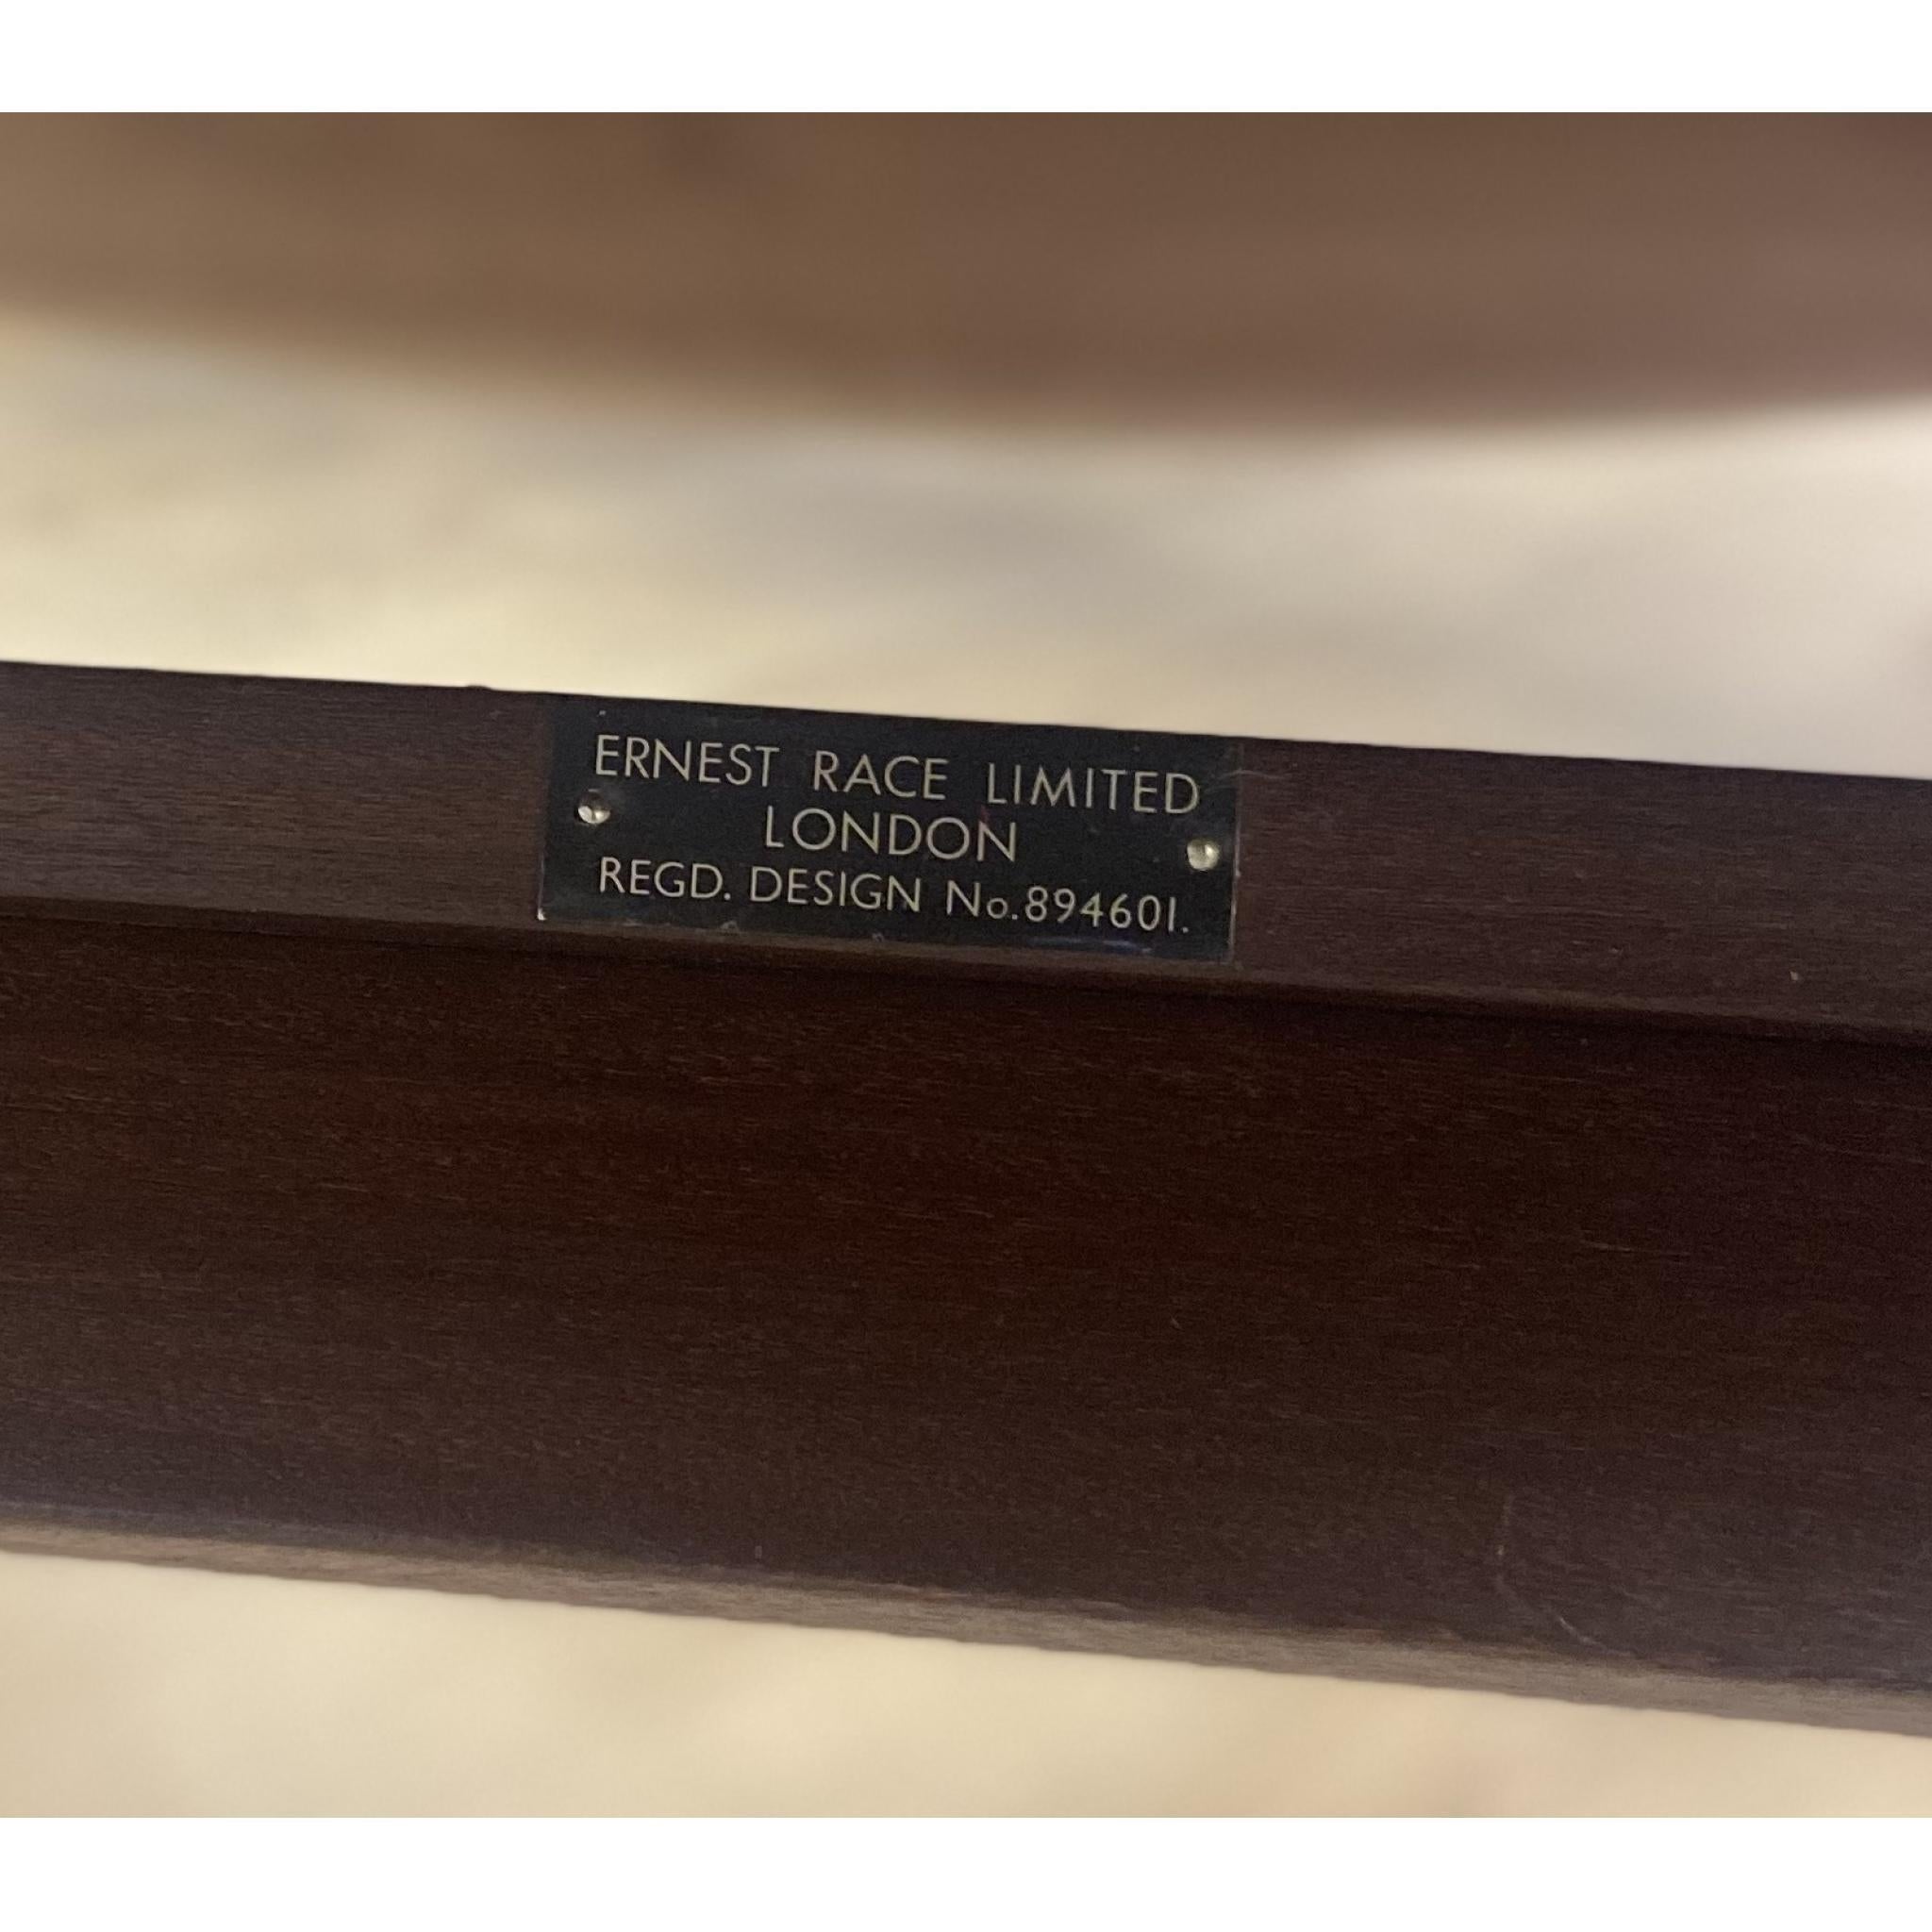 ERNEST RACE LIMITED
LONDON
REGD. DESIGN No.894601.